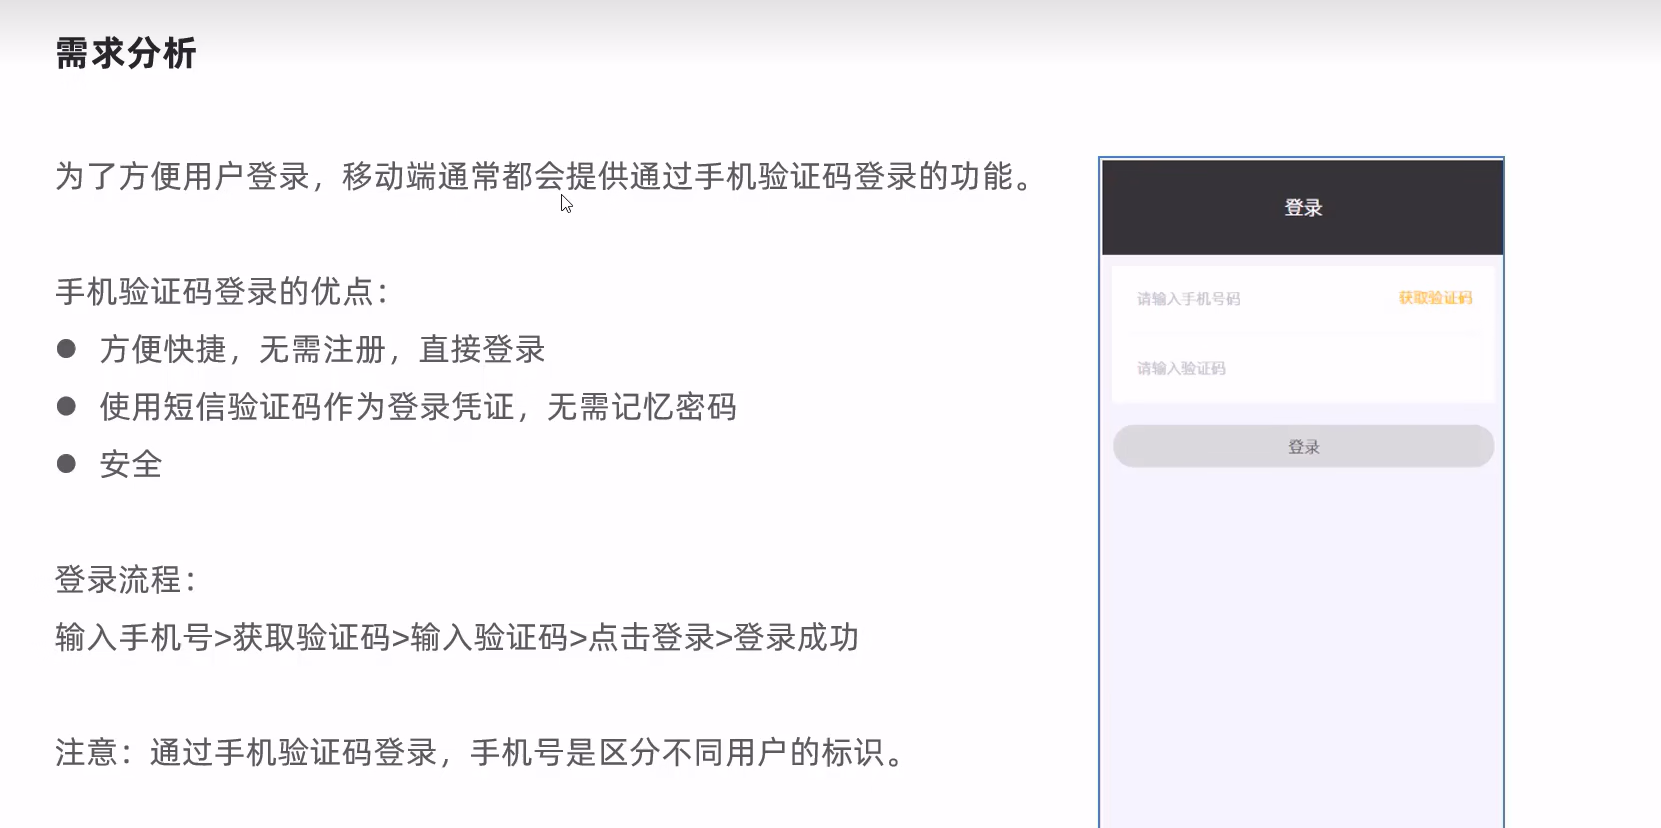 需求分析
为了方便用户登录，移动端通常都会提供通过手机验证码登录的功能。
手机验证码登录的优点：
● 方便快捷，无需注册，直接登录
● 使用短信验证码作为登录凭证，无需记忆密码
● 安全
登录流程：
输入手机号>获取验证码>输入验证码>点击登录>登录成功
注意：通过手机验证码登录，手机号是区分不同用户的标识。
登录
请输入手机号码 获取验证码
请输入验证码
登录